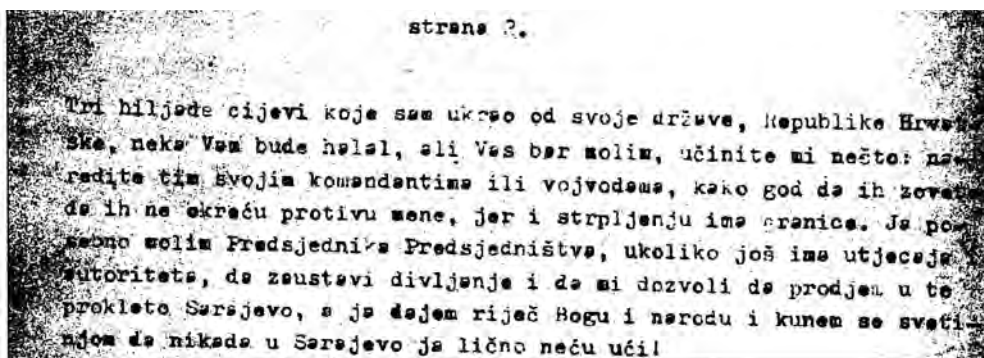 strana 2.
Tri hiljade cijevi koje sam ukrao od svoje države, Republike Hrvat-
ske, neka Vam bude halal, ali Vas bar molim, učinite mi nešto: na-
redite tim svojim komandantima ili vojvodama, kako god da ih zovete
da ih ne okreću protivu mene, jer i strpljenju ima granica. Ja po-
sebno molim Predsjednika Predsjedništva, ukoliko još ima utjecaja i
autoriteta, da zaustavi divljanje i da mi dozvoli da prodjem u to
prokleto Sarajevo, a ja dajem riječ Bogu i narodu i kunem se sveti-
njom da nikada u Sarajevo ja lično neću ući!